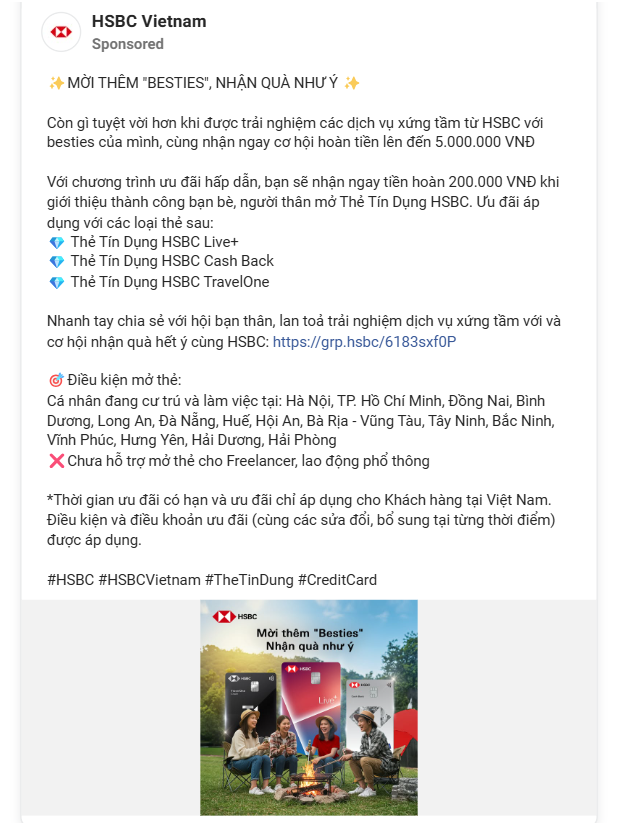 HSBC Vietnam
Sponsored
✨MỜI THÊM "BESTIES", NHẬN QUÀ NHƯ Ý ✨
Còn gì tuyệt vời hơn khi được trải nghiệm các dịch vụ xứng tầm từ HSBC với
besties của mình, cùng nhận ngay cơ hội hoàn tiền lên đến 5.000.000 VNĐ
Với chương trình ưu đãi hấp dẫn, bạn sẽ nhận ngay tiền hoàn 200.000 VNĐ khi
giới thiệu thành công bạn bè, người thân mở Thẻ Tín Dụng HSBC. Ưu đãi áp
dụng với các loại thẻ sau:
💎 Thẻ Tín Dụng HSBC Live+
💎 Thẻ Tín Dụng HSBC Cash Back
💎 Thẻ Tín Dụng HSBC TravelOne
Nhanh tay chia sẻ với hội bạn thân, lan toả trải nghiệm dịch vụ xứng tầm với và
cơ hội nhận quà hết ý cùng HSBC: https://grp.hsbc/6183sxf0P
🎯Điều kiện mở thẻ:
Cá nhân đang cư trú và làm việc tại: Hà Nội, TP. Hồ Chí Minh, Đồng Nai, Bình
Dương, Long An, Đà Nẵng, Huế, Hội An, Bà Rịa - Vũng Tàu, Tây Ninh, Bắc Ninh,
Vĩnh Phúc, Hưng Yên, Hải Dương, Hải Phòng
❌Chưa hỗ trợ mở thẻ cho Freelancer, lao động phổ thông
*Thời gian ưu đãi có hạn và ưu đãi chỉ áp dụng cho Khách hàng tại Việt Nam.
Điều kiện và điều khoản ưu đãi (cùng các sửa đổi, bổ sung tại từng thời điểm)
được áp dụng.
#HSBC #HSBCVietnam #TheTinDung #CreditCard
HSBC
Mời thêm "Besties"
Nhận quà như ý
HSBC
HSBC
Live+
HSBC